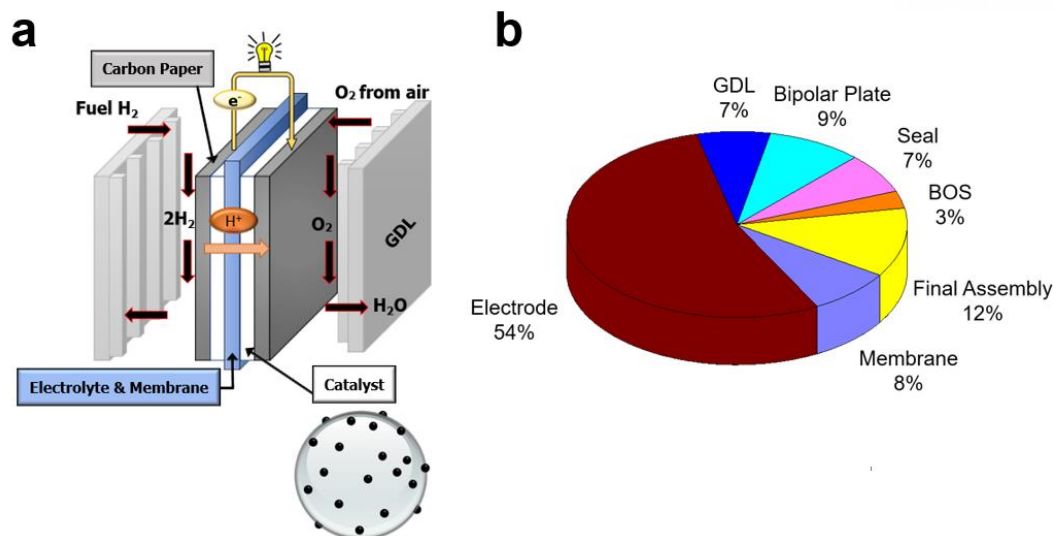 a
Carbon Paper
Fuel H₂
e⁻
O₂ from air
2H₂
H⁺
O₂
GDL
H₂O
Electrolyte & Membrane
Catalyst
b
GDL
7%
Bipolar Plate
9%
Seal
7%
BOS
3%
Final Assembly
12%
Membrane
8%
Electrode
54%